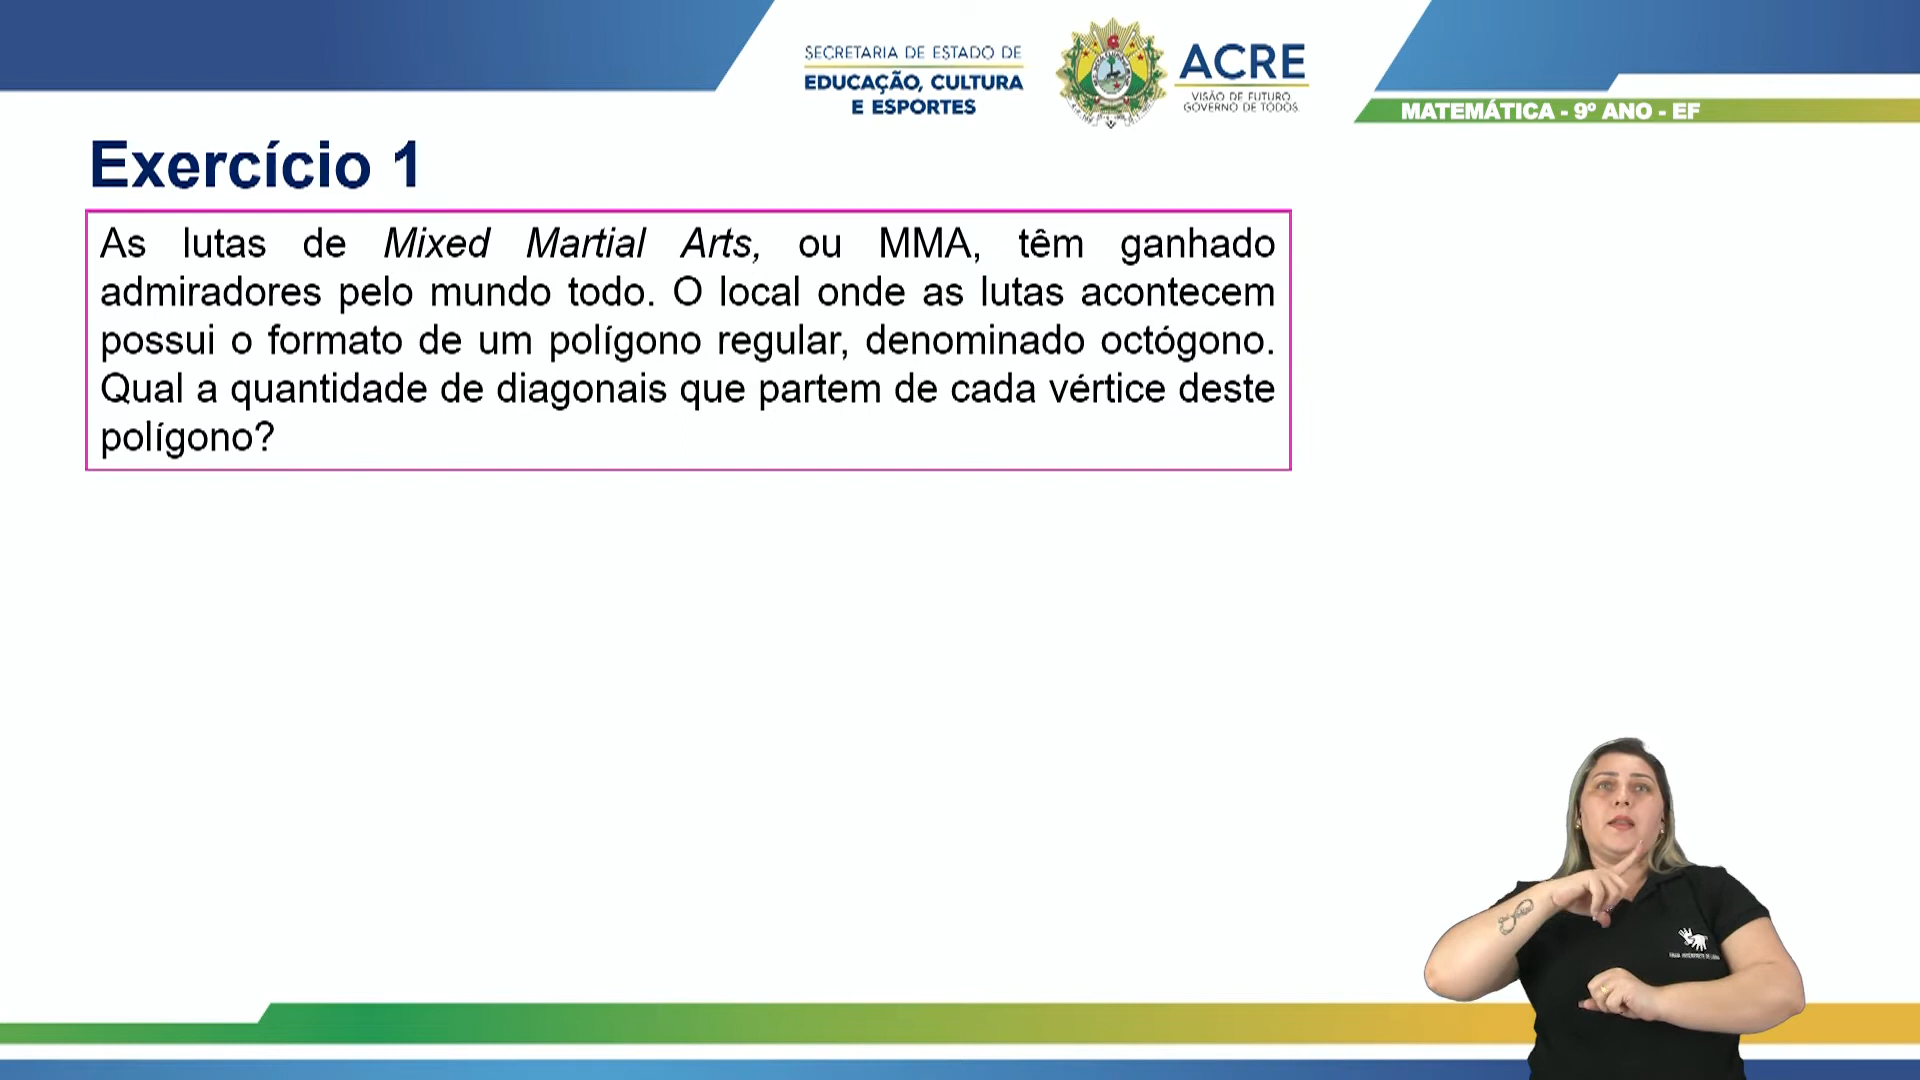 SECRETARIA DE ESTADO DE
EDUCAÇÃO, CULTURA
E ESPORTES
ACRE
VISÃO DE FUTURO.
GOVERNO DE TODOS.
MATEMÁTICA - 9º ANO - EF
Exercício 1
As lutas de Mixed Martial Arts, ou MMA, têm ganhado
admiradores pelo mundo todo. O local onde as lutas acontecem
possui o formato de um polígono regular, denominado octógono.
Qual a quantidade de diagonais que partem de cada vértice deste
polígono?